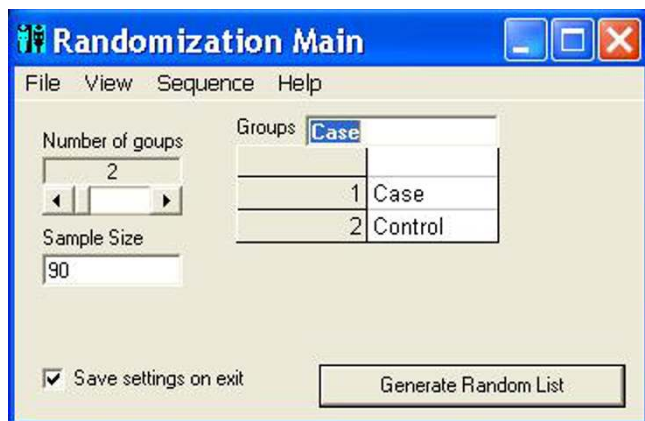 Randomization Main
File View Sequence Help
Number of goups
2
Sample Size
90
Groups Case
1 Case
2 Control
Save settings on exit
Generate Random List